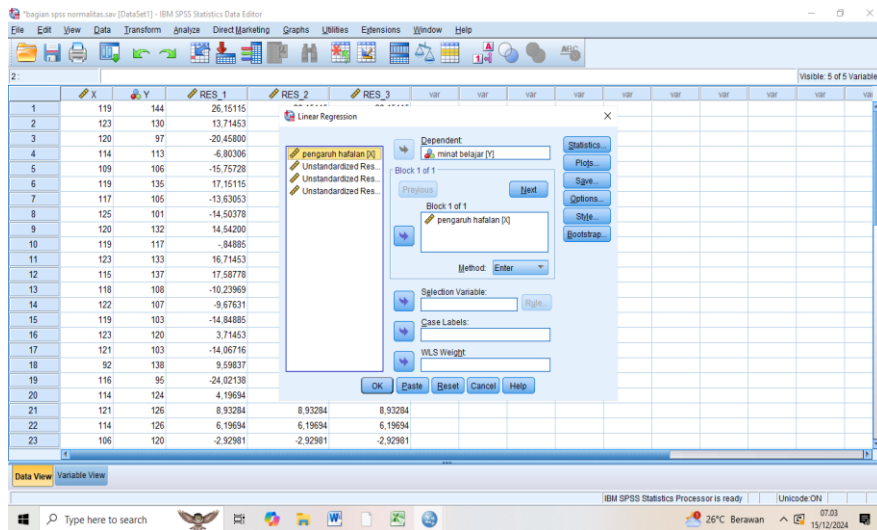 *bagian spss normalitas.sav [DataSet1] - IBM SPSS Statistics Data Editor
File Edit View Data Transform Analyze Direct Marketing Graphs Utilities Extensions Window Help
2 :
Visible: 5 of 5 Variable
X Y RES_1 RES_2 RES_3 var var var var var var var var
1 119 144 26,15115
2 123 130 13,71453
3 120 97 -20,45800
4 114 113 -6,80306
5 109 106 -15,75728
6 119 135 17,15115
7 117 105 -13,63053
8 125 101 -14,50378
9 120 132 14,54200
10 119 117 -,84885
11 123 133 16,71453
12 115 137 17,58778
13 118 108 -10,23969
14 122 107 -9,67631
15 119 103 -14,84885
16 123 120 3,71453
17 121 103 -14,06716
18 92 138 9,59837
19 116 95 -24,02138
20 114 124 4,19694
21 121 126 8,93284 8,93284 8,93284
22 114 126 6,19694 6,19694 6,19694
23 106 120 -2,92981 -2,92981 -2,92981
Linear Regression
pengaruh hafalan [X]
Unstandardized Res...
Unstandardized Res...
Unstandardized Res...
Dependent:
minat belajar [Y]
Block 1 of 1
Previous Next
Block 1 of 1
pengaruh hafalan [X]
Method: Enter
Selection Variable:
Rule...
Case Labels:
WLS Weight:
Statistics...
Plots...
Save...
Options...
Style...
Bootstrap...
OK Paste Reset Cancel Help
Data View Variable View
IBM SPSS Statistics Processor is ready Unicode:ON
Type here to search
26°C Berawan
07.03
15/12/2024